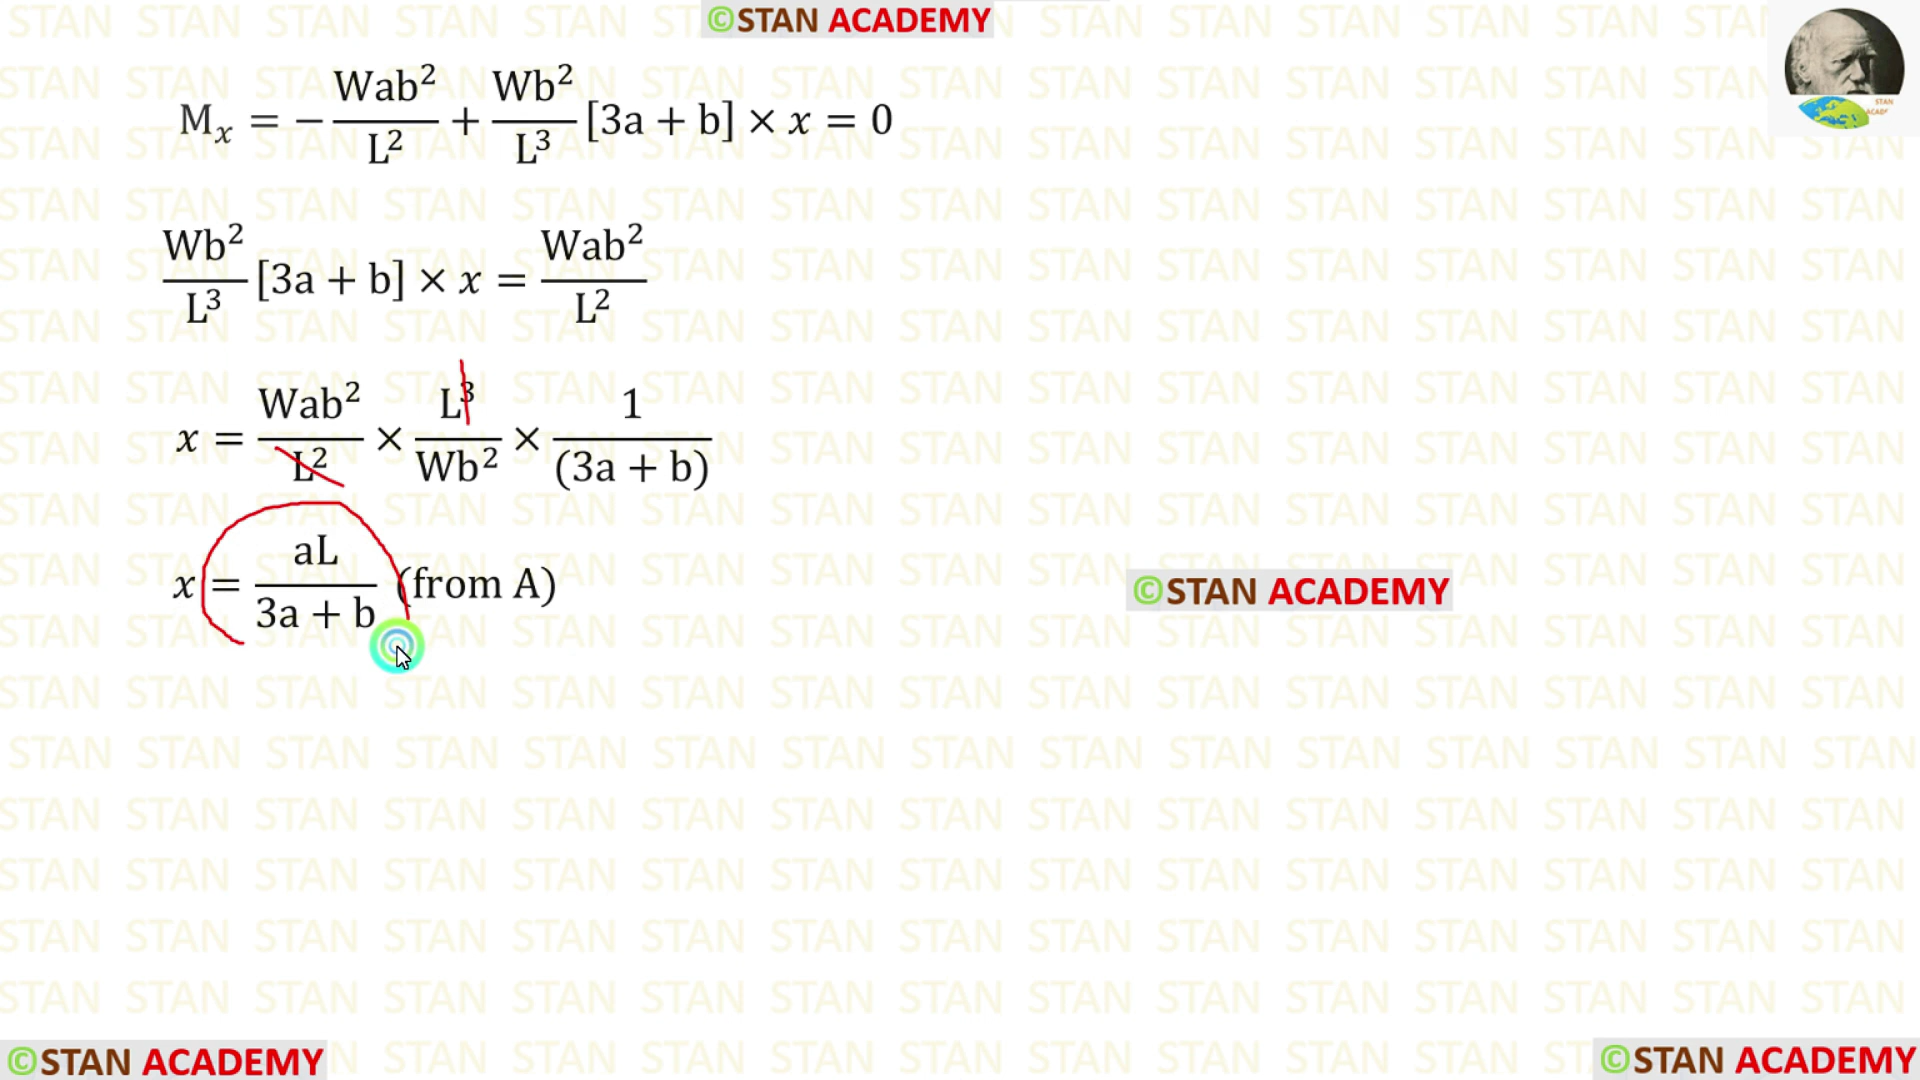 ©STAN ACADEMY
Mₓ = −Wab²/L² + Wb²/L³ [3a + b] × x = 0
Wb²/L³ [3a + b] × x = Wab²/L²
x = Wab²/L² × L³/Wb² × 1/(3a + b)
x = aL/3a + b (from A)
©STAN ACADEMY
©STAN ACADEMY
©STAN ACADEMY